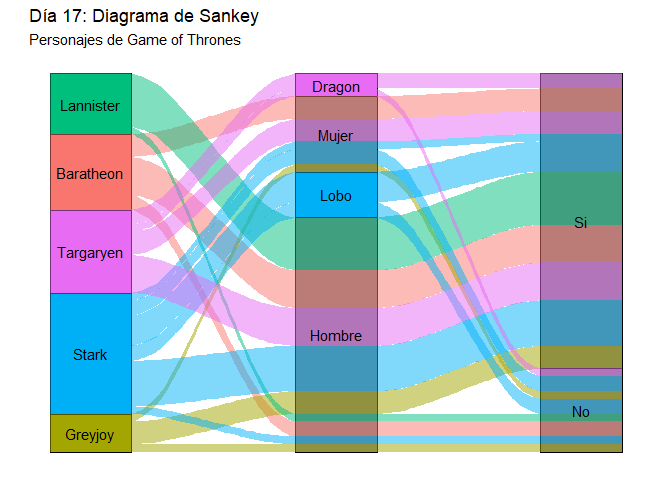 Día 17: Diagrama de Sankey
Personajes de Game of Thrones
Lannister
Baratheon
Targaryen
Stark
Greyjoy
Dragon
Mujer
Lobo
Hombre
Si
No